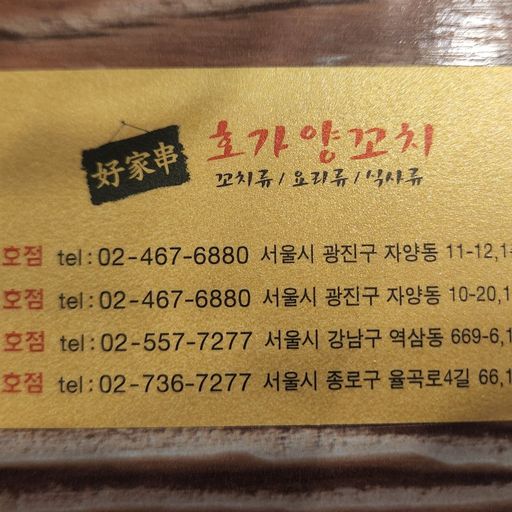 好家串
호가양꼬치
꼬치류 / 요리류 / 식사류
호점 tel : 02-467-6880 서울시 광진구 자양동 11-12,1
호점 tel : 02-467-6880 서울시 광진구 자양동 10-20,1
호점 tel : 02-557-7277 서울시 강남구 역삼동 669-6,1
호점 tel : 02-736-7277 서울시 종로구 율곡로4길 66,1